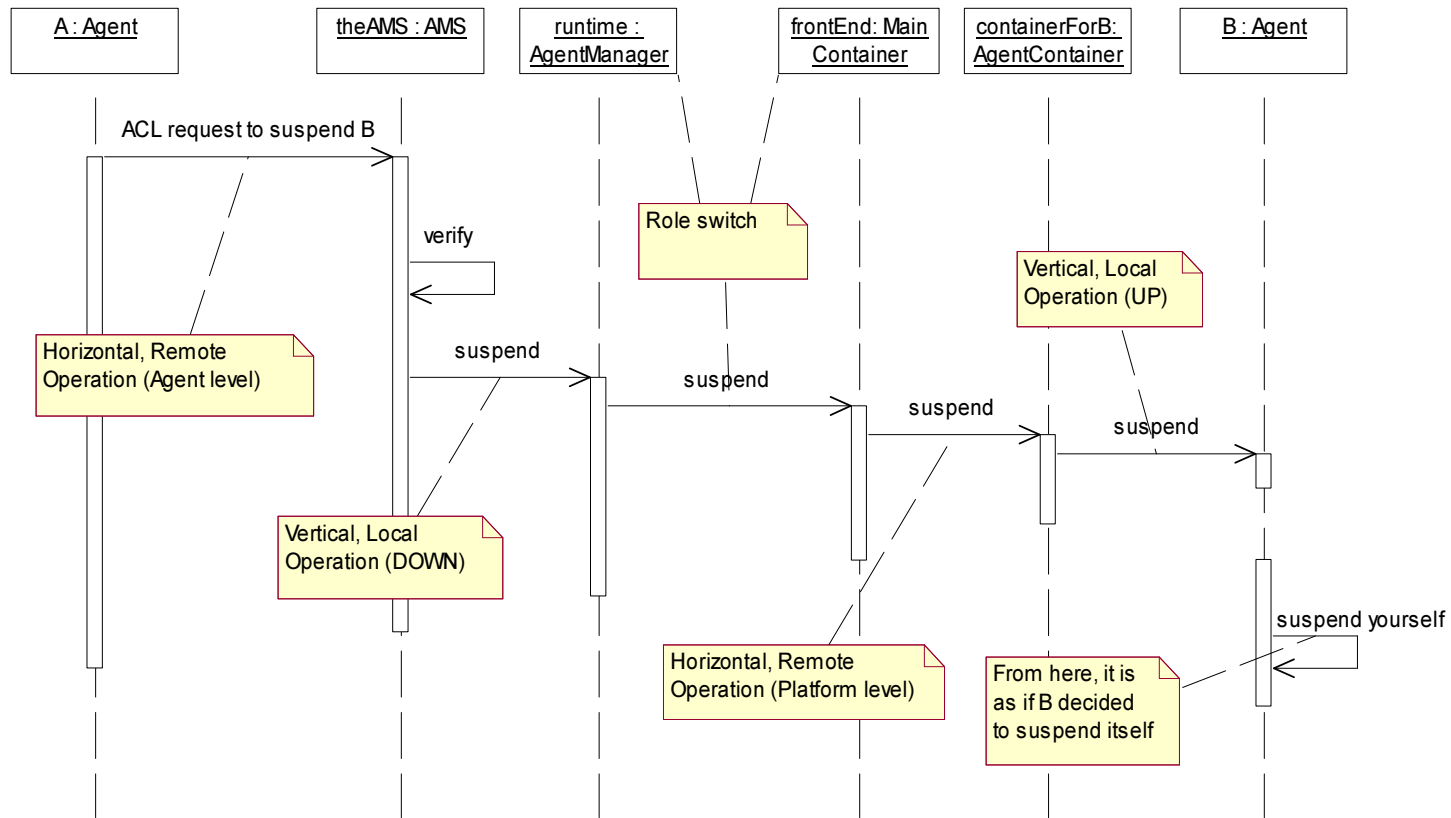 A : Agent
theAMS : AMS
runtime :
AgentManager
frontEnd: Main
Container
containerForB:
AgentContainer
B : Agent
ACL request to suspend B
verify
Role switch
Vertical, Local
Operation (UP)
Horizontal, Remote
Operation (Agent level)
suspend
suspend
suspend
suspend
Vertical, Local
Operation (DOWN)
suspend yourself
Horizontal, Remote
Operation (Platform level)
From here, it is
as if B decided
to suspend itself